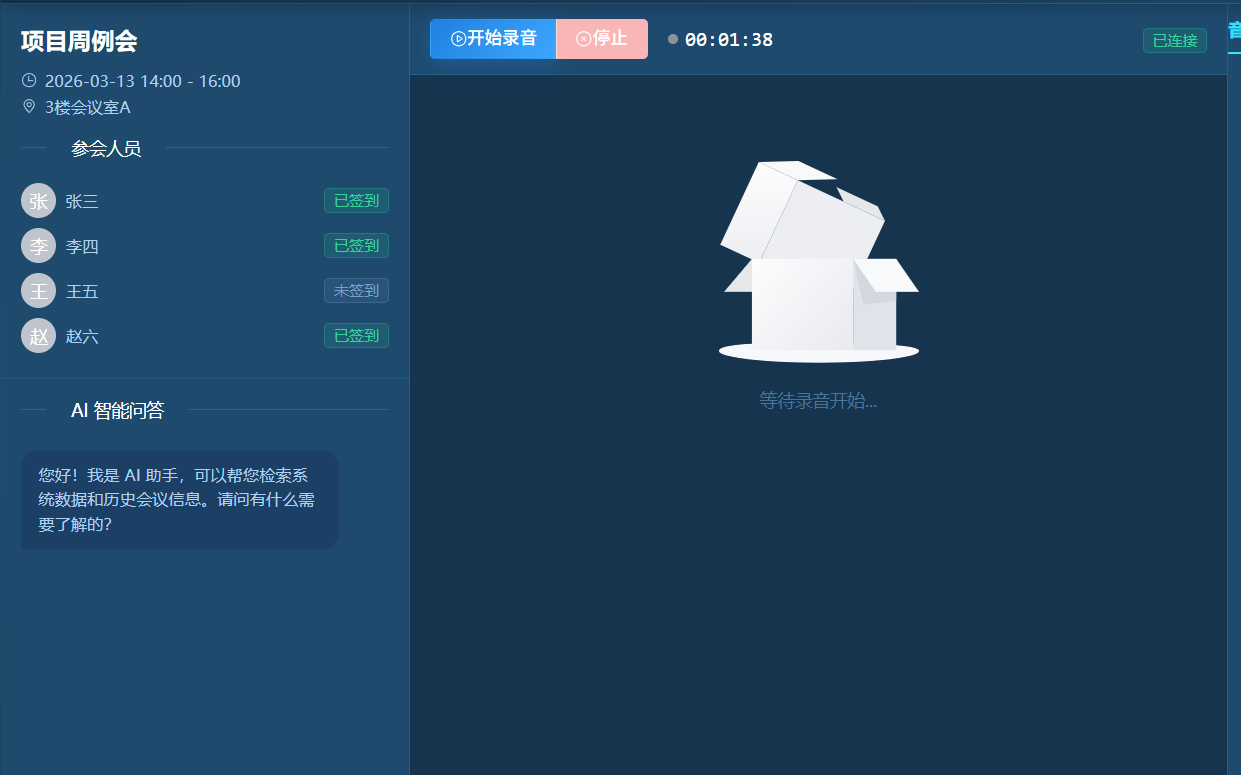 项目周例会
2026-03-13 14:00 - 16:00
3楼会议室A
参会人员
张 张三 已签到
李 李四 已签到
王 王五 未签到
赵 赵六 已签到
AI 智能问答
您好！我是 AI 助手，可以帮您检索系
统数据和历史会议信息。请问有什么需
要了解的？
开始录音 停止 00:01:38 已连接
等待录音开始...
音